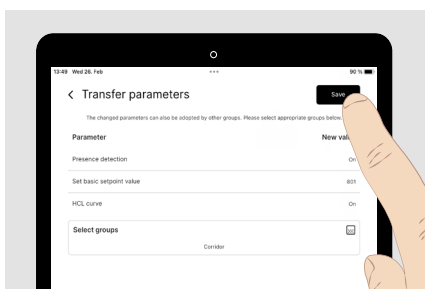 13:49 Wed 26. Feb
90 %
Transfer parameters
Save
The changed parameters can also be adopted by other groups. Please select appropriate groups below.
Parameter
New
Presence detection
On
Set basic setpoint value
801
HCL curve
On
Select groups
Corridor